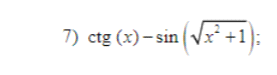 7) ctg (x) – sin (√(x² + 1));